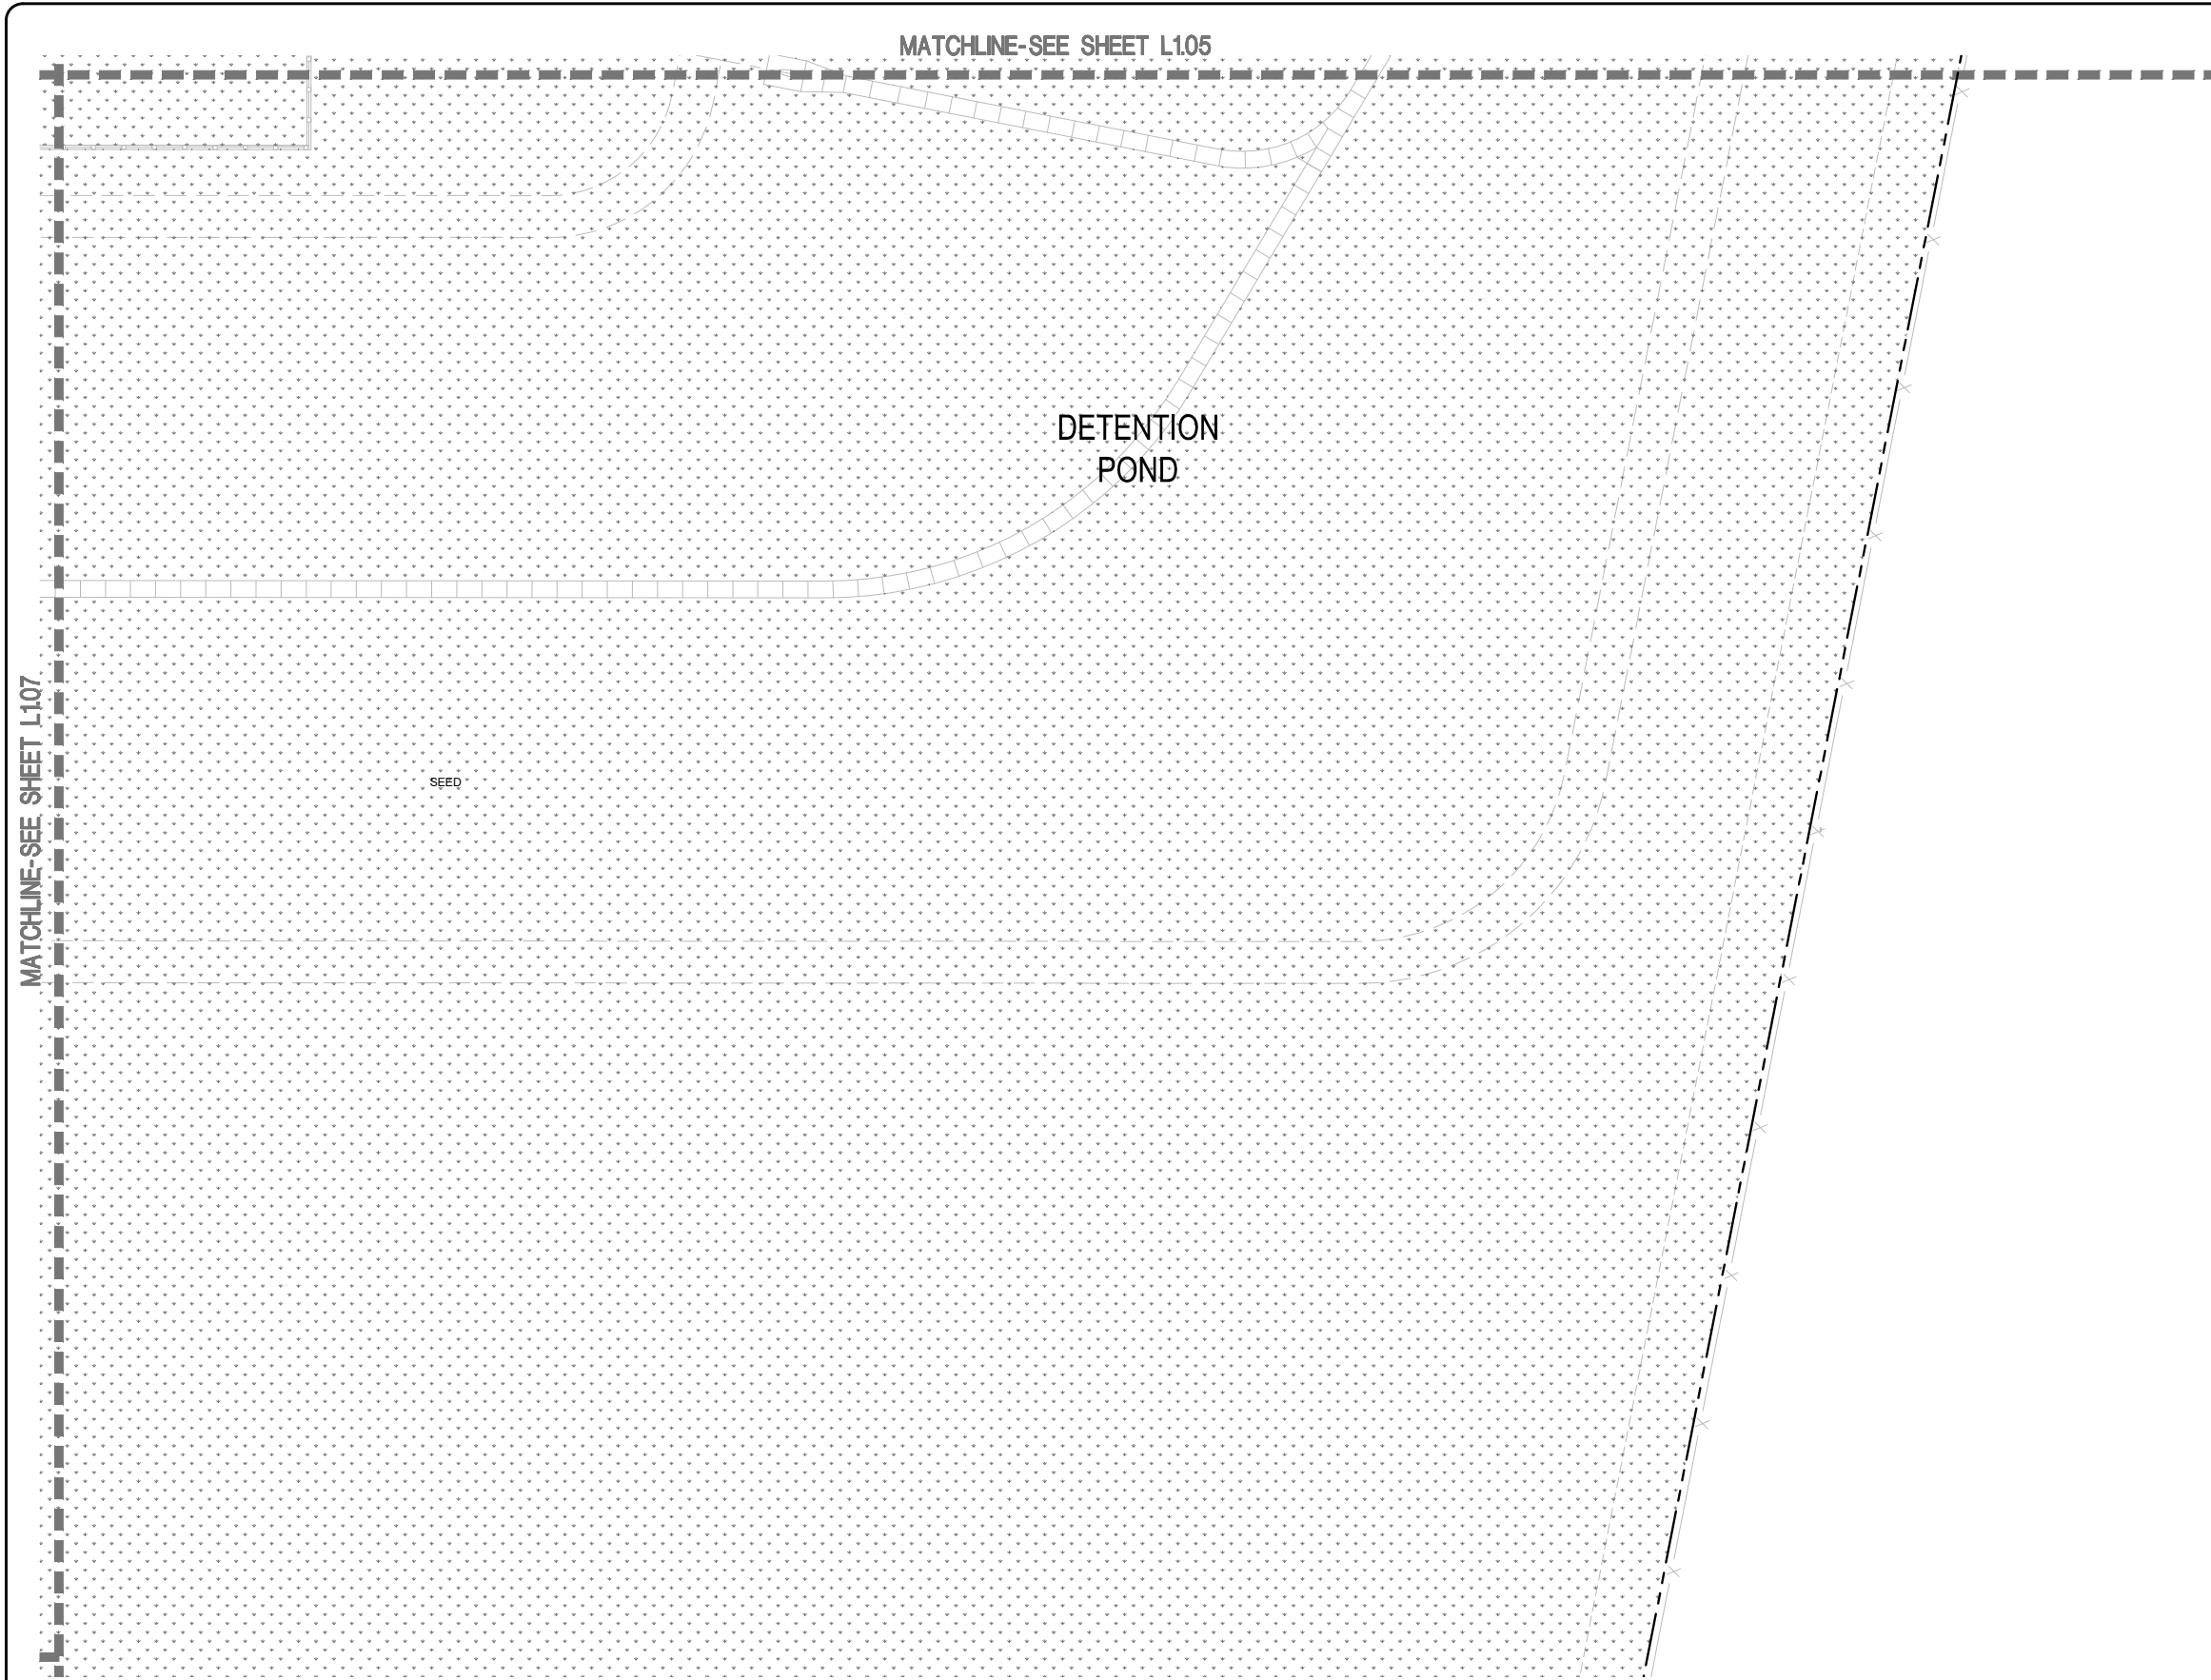 MATCHLINE-SEE SHEET L1.05
DETENTION
POND
MATCHLINE-SEE SHEET L1.07
SEED